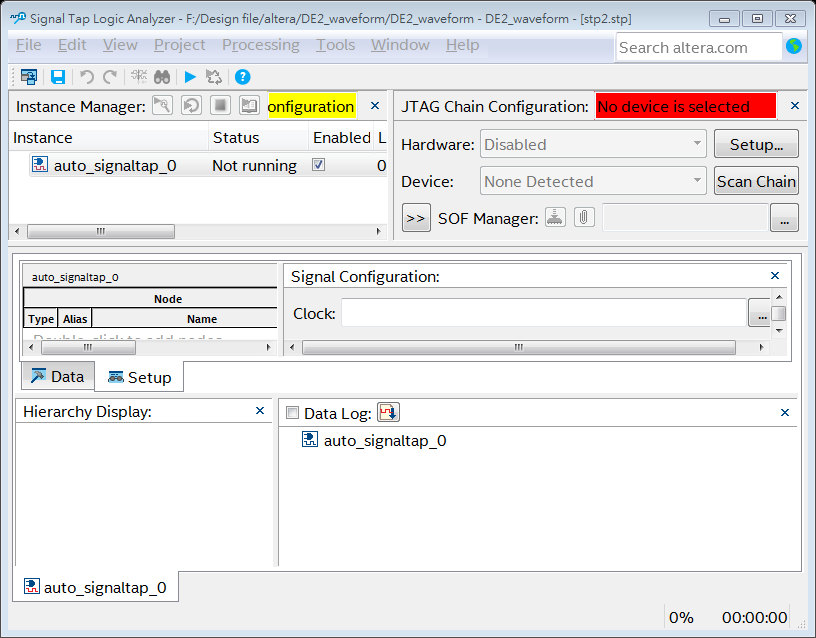 Signal Tap Logic Analyzer - F:/Design file/altera/DE2_waveform/DE2_waveform - DE2_waveform - [stp2.stp]
File Edit View Project Processing Tools Window Help
Search altera.com
Instance Manager: onfiguration
Instance Status Enabled L
auto_signaltap_0 Not running 0
JTAG Chain Configuration: No device is selected
Hardware: Disabled Setup...
Device: None Detected Scan Chain
>> SOF Manager: ...
auto_signaltap_0
Node
Type Alias Name
Double-click to add nodes
Signal Configuration:
Clock: ...
Data Setup
Hierarchy Display:
Data Log:
auto_signaltap_0
auto_signaltap_0
0% 00:00:00